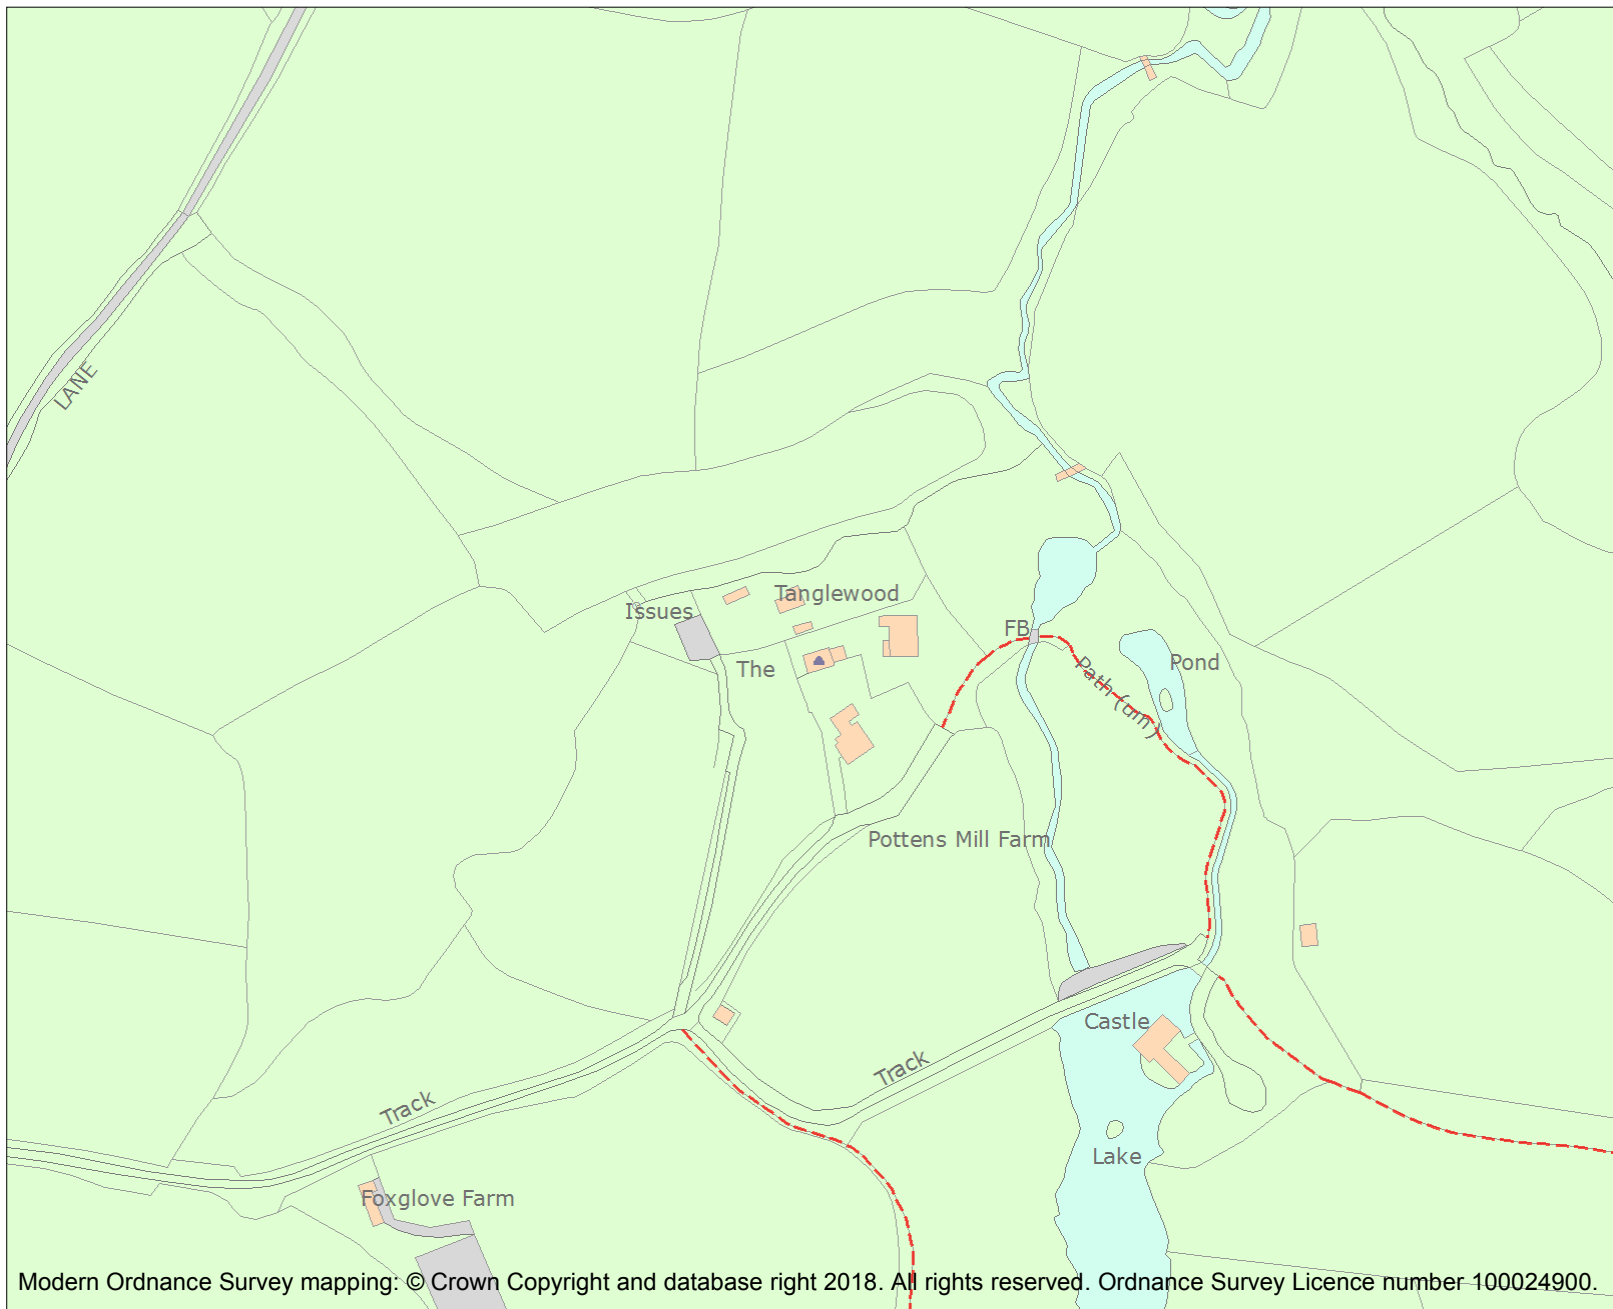 LANE
Tanglewood
Issues
FB
The
Pond
Path (um)
Pottens Mill Farm
Castle
Track
Track
Lake
Foxglove Farm
Modern Ordnance Survey mapping: © Crown Copyright and database right 2018. All rights reserved. Ordnance Survey Licence number 100024900.